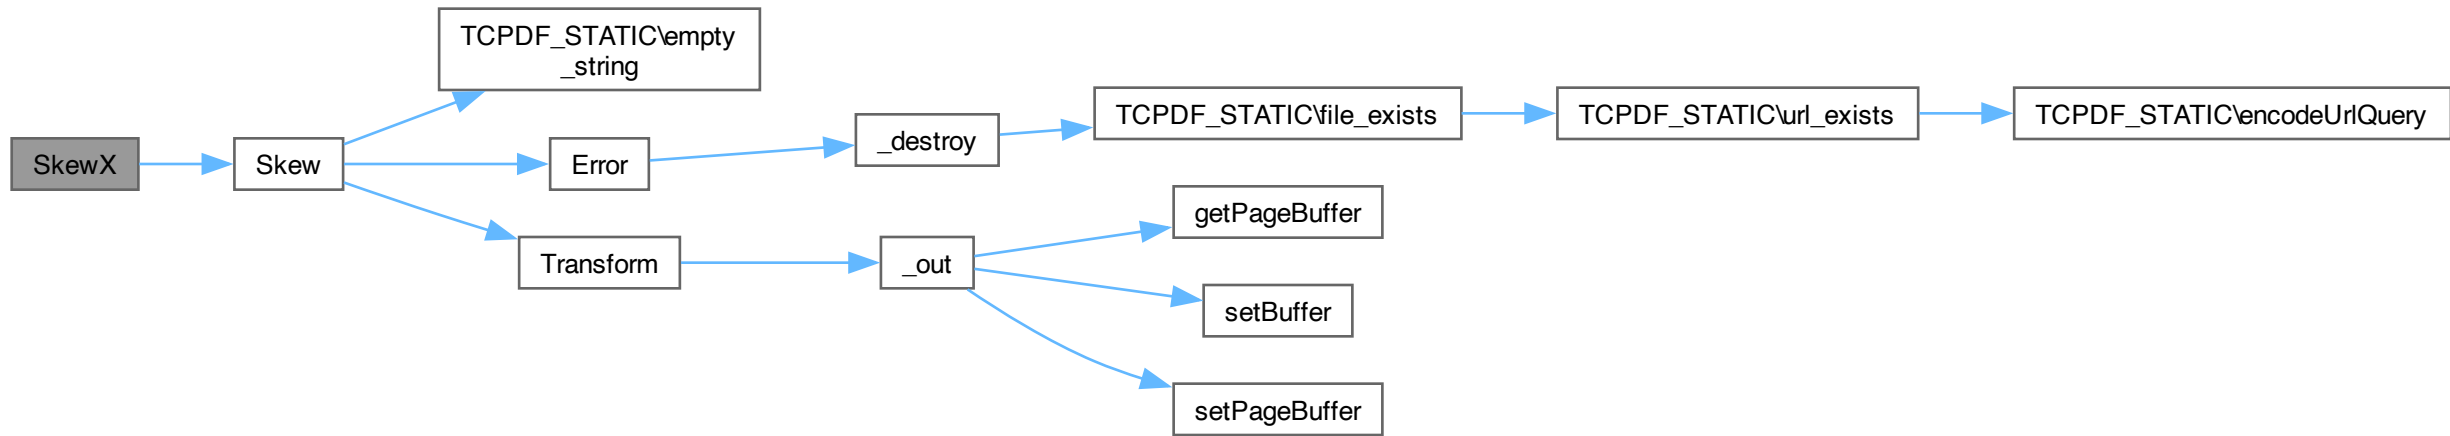 TCPDF_STATIC\empty
_string
SkewX
Skew
Error
_destroy
TCPDF_STATIC\file_exists
TCPDF_STATIC\url_exists
TCPDF_STATIC\encodeUrlQuery
Transform
_out
getPageBuffer
setBuffer
setPageBuffer